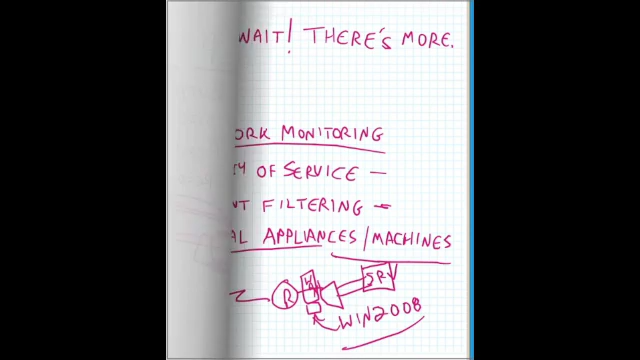 WAIT! THERE'S MORE.
ORK MONITORING
TY OF SERVICE —
NT FILTERING -
AL APPLIANCES/MACHINES
R
SRV
WIN2008